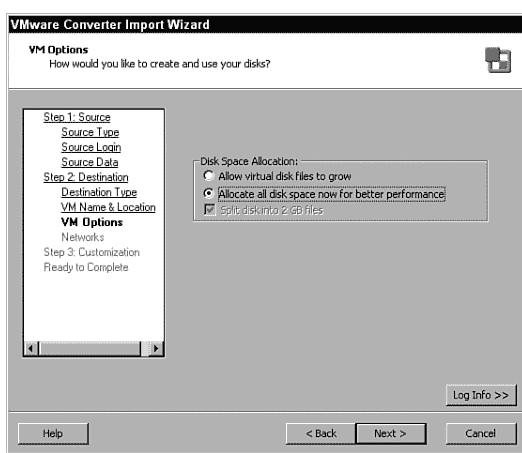 VMware Converter Import Wizard
VM Options
How would you like to create and use your disks?
Step 1: Source
Source Type
Source Login
Source Data
Step 2: Destination
Destination Type
VM Name & Location
VM Options
Networks
Step 3: Customization
Ready to Complete
Disk Space Allocation:
Allow virtual disk files to grow
Allocate all disk space now for better performance
Split disk into 2 GB files
Log Info >>
Help
< Back
Next >
Cancel